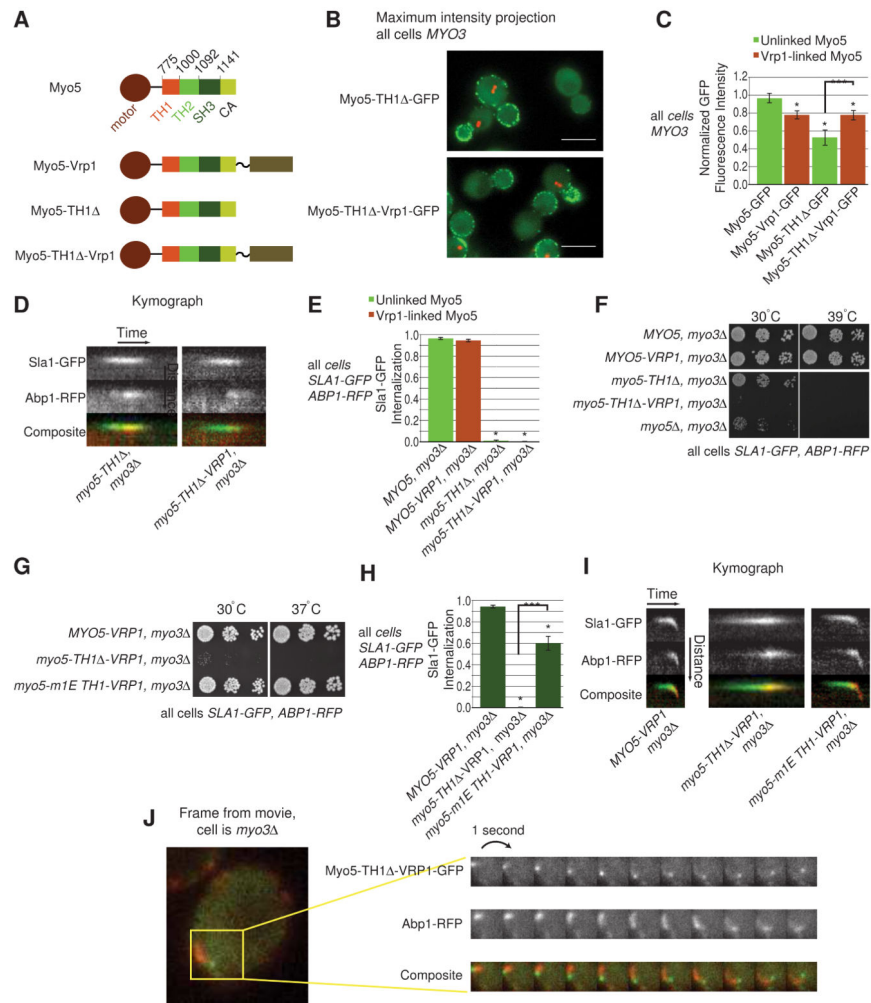 A
775
1000
1092
1141
Myo5
motor
TH1
TH2
SH3
CA
Myo5-Vrp1
Myo5-TH1Δ
Myo5-TH1Δ-Vrp1
B
Maximum intensity projection
all cells MYO3
Myo5-TH1Δ-GFP
Myo5-TH1Δ-Vrp1-GFP
C
Unlinked Myo5
Vrp1-linked Myo5
all cells
MYO3
Normalized GFP
Fluorescence Intensity
1.2
1.0
0.8
0.6
0.4
0.2
0.0
*
*
***
*
Myo5-GFP
Myo5-Vrp1-GFP
Myo5-TH1Δ-GFP
Myo5-TH1Δ-Vrp1-GFP
D
Kymograph
Time
Sla1-GFP
Abp1-RFP
Composite
Distance
myo5-TH1Δ,
myo3Δ
myo5-TH1Δ-VRP1,
myo3Δ
E
Unlinked Myo5
Vrp1-linked Myo5
all cells
SLA1-GFP
ABP1-RFP
Sla1-GFP
Internalization
1.0
0.9
0.8
0.7
0.6
0.5
0.4
0.3
0.2
0.1
0.0
*
*
MYO5, myo3Δ
MYO5-VRP1, myo3Δ
myo5-TH1Δ, myo3Δ
myo5-TH1Δ-VRP1, myo3Δ
F
30°C
39°C
MYO5, myo3Δ
MYO5-VRP1, myo3Δ
myo5-TH1Δ, myo3Δ
myo5-TH1Δ-VRP1, myo3Δ
myo5Δ, myo3Δ
all cells SLA1-GFP, ABP1-RFP
G
30°C
37°C
MYO5-VRP1, myo3Δ
myo5-TH1Δ-VRP1, myo3Δ
myo5-m1E TH1-VRP1, myo3Δ
all cells SLA1-GFP, ABP1-RFP
H
all cells
SLA1-GFP
ABP1-RFP
Sla1-GFP
Internalization
1.0
0.9
0.8
0.7
0.6
0.5
0.4
0.3
0.2
0.1
0.0
***
*
*
MYO5-VRP1, myo3Δ
myo5-TH1Δ-VRP1, myo3Δ
myo5-m1E TH1-VRP1, myo3Δ
I
Kymograph
Time
Sla1-GFP
Abp1-RFP
Composite
Distance
MYO5-VRP1
myo3Δ
myo5-TH1Δ-VRP1,
myo3Δ
myo5-m1E TH1-VRP1,
myo3Δ
J
Frame from movie,
cell is myo3Δ
1 second
Myo5-TH1Δ-VRP1-GFP
Abp1-RFP
Composite